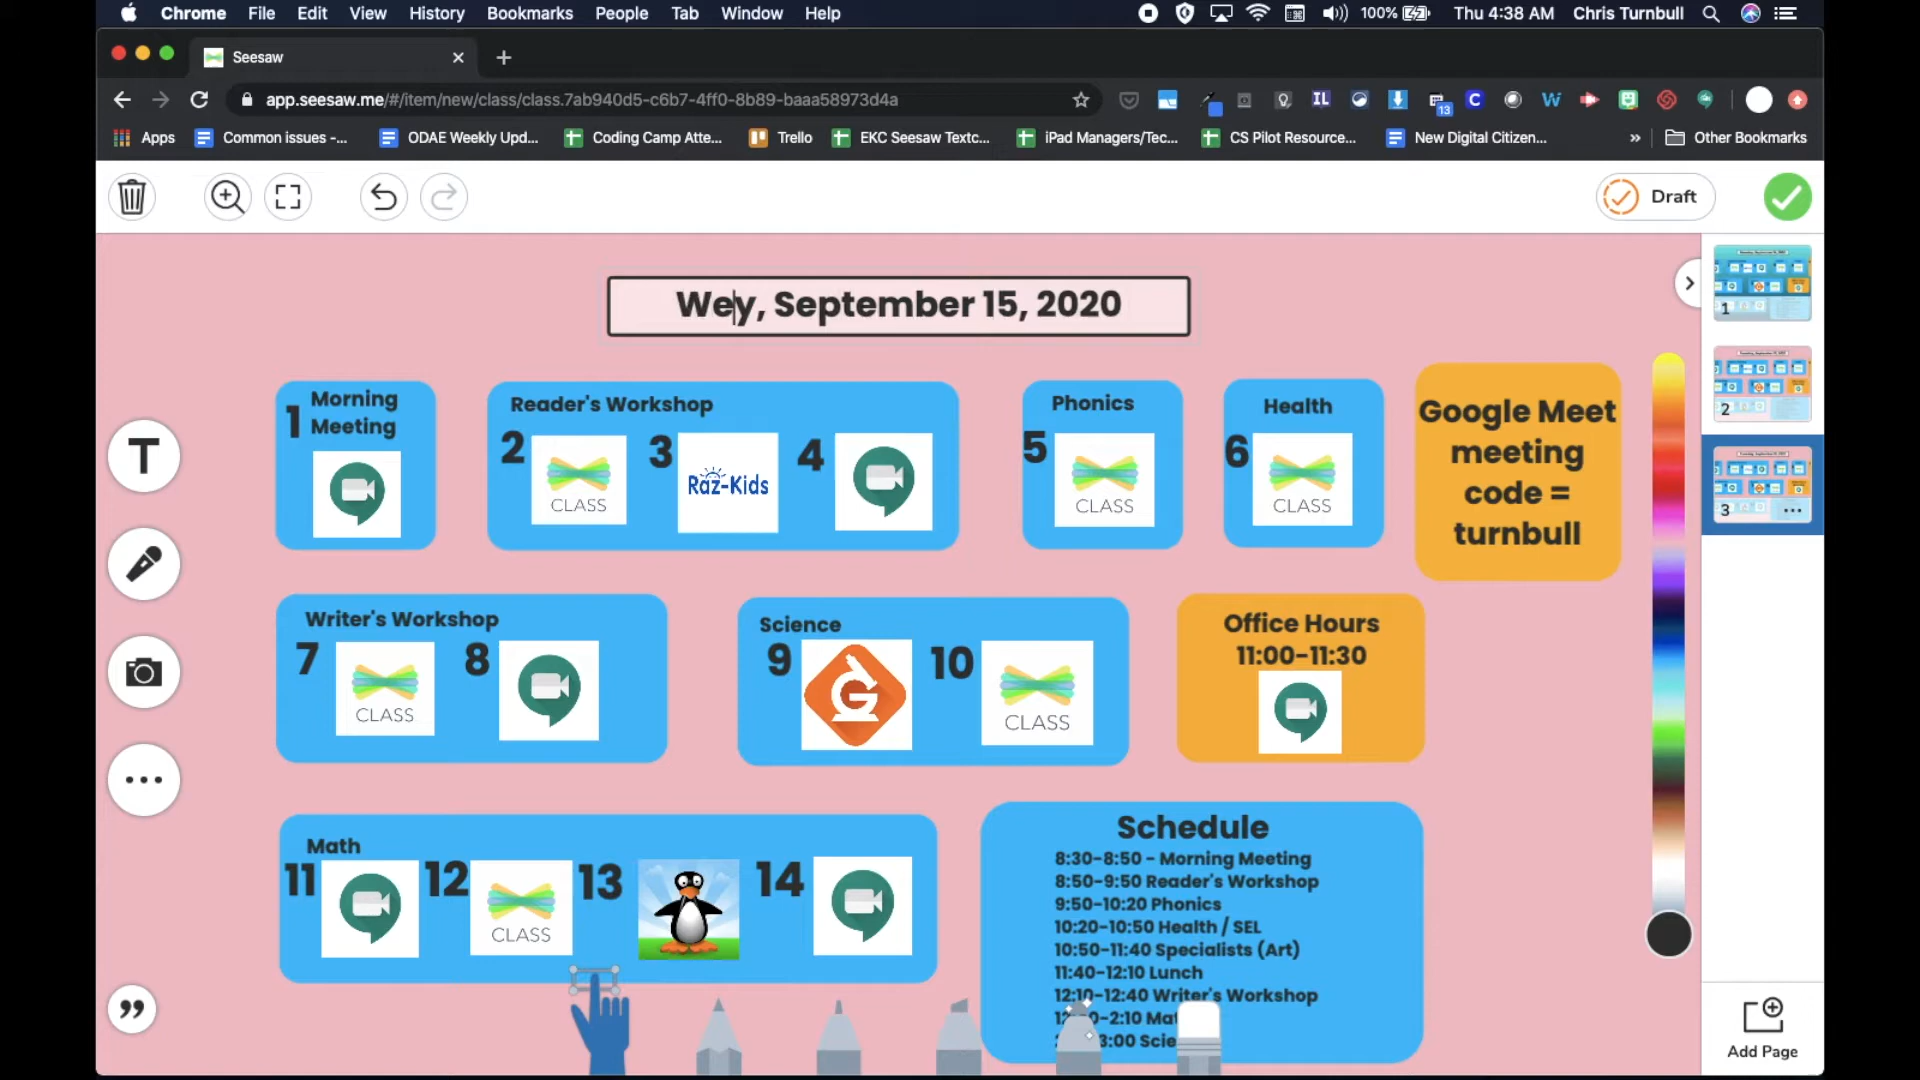 Chrome File Edit View History Bookmarks People Tab Window Help 100% Thu 4:38 AM Chris Turnbull
Seesaw
app.seesaw.me/#/item/new/class/class.7ab940d5-c6b7-4ff0-8b89-baaa58973d4a
IL 13 C W
Apps Common issues -... ODAE Weekly Upd... Coding Camp Atte... Trello EKC Seesaw Textc... iPad Managers/Tec... CS Pilot Resource... New Digital Citizen... » Other Bookmarks
Draft
Wey, September 15, 2020
1 Morning
Meeting
Reader's Workshop
2 CLASS 3 Raz-Kids 4
Phonics
5 CLASS
Health
6 CLASS
Google Meet
meeting
code =
turnbull
Writer's Workshop
7 CLASS 8
Science
9 G 10 CLASS
Office Hours
11:00-11:30
Math
11 12 CLASS 13 14
Schedule
8:30-8:50 - Morning Meeting
8:50-9:50 Reader's Workshop
9:50-10:20 Phonics
10:20-10:50 Health / SEL
10:50-11:40 Specialists (Art)
11:40-12:10 Lunch
12:10-12:40 Writer's Workshop
-2:10
3:00
T
1
2
3
Add Page